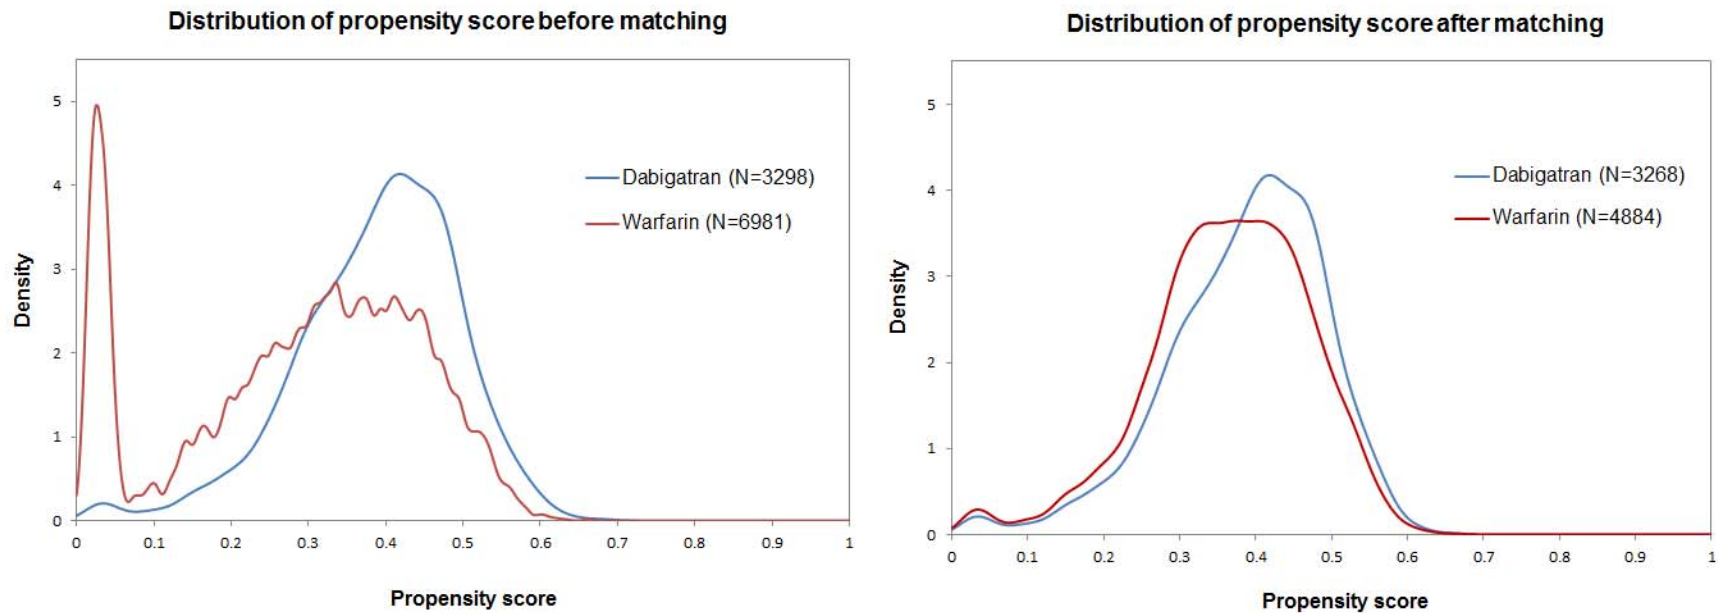 Distribution of propensity score before matching
5
4
3
2
1
0
Density
Dabigatran (N=3298)
Warfarin (N=6981)
0 0.1 0.2 0.3 0.4 0.5 0.6 0.7 0.8 0.9 1
Propensity score
Distribution of propensity score after matching
5
4
3
2
1
0
Density
Dabigatran (N=3268)
Warfarin (N=4884)
0 0.1 0.2 0.3 0.4 0.5 0.6 0.7 0.8 0.9 1
Propensity score